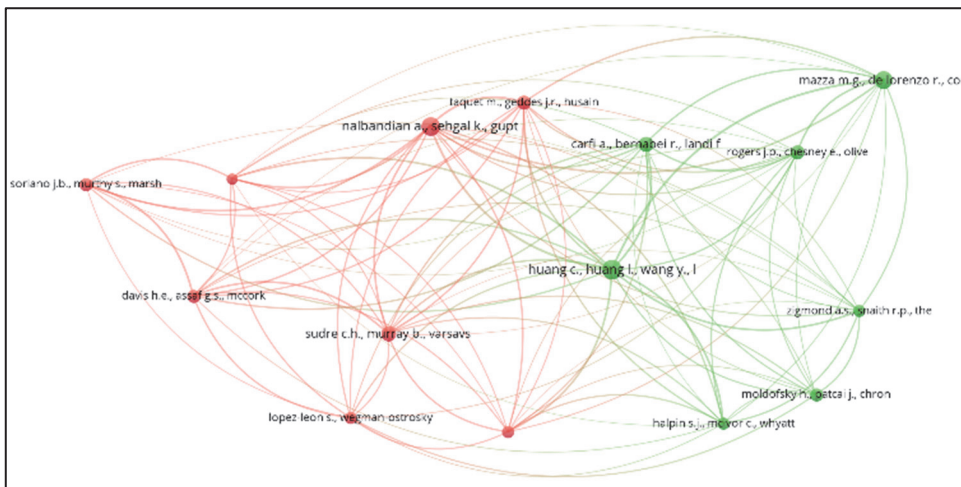 mazza m.g., de lorenzo r., co
taquet m., geddes j.r., husain
nalbandian a., sehgal k., gupt
carfi a., bernabei r., landi f
rogers j.p., chesney e., olive
soriano j.b., murthy s., marsh
huang c., huang l., wang y., l
davis h.e., assaf g.s., mccork
zigmond a.s., snaith r.p., the
sudre c.h., murray b., varsavs
moldofsky h., patcai j., chron
lopez-leon s., wegman-ostrosky
halpin s.j., mcivor c., whyatt